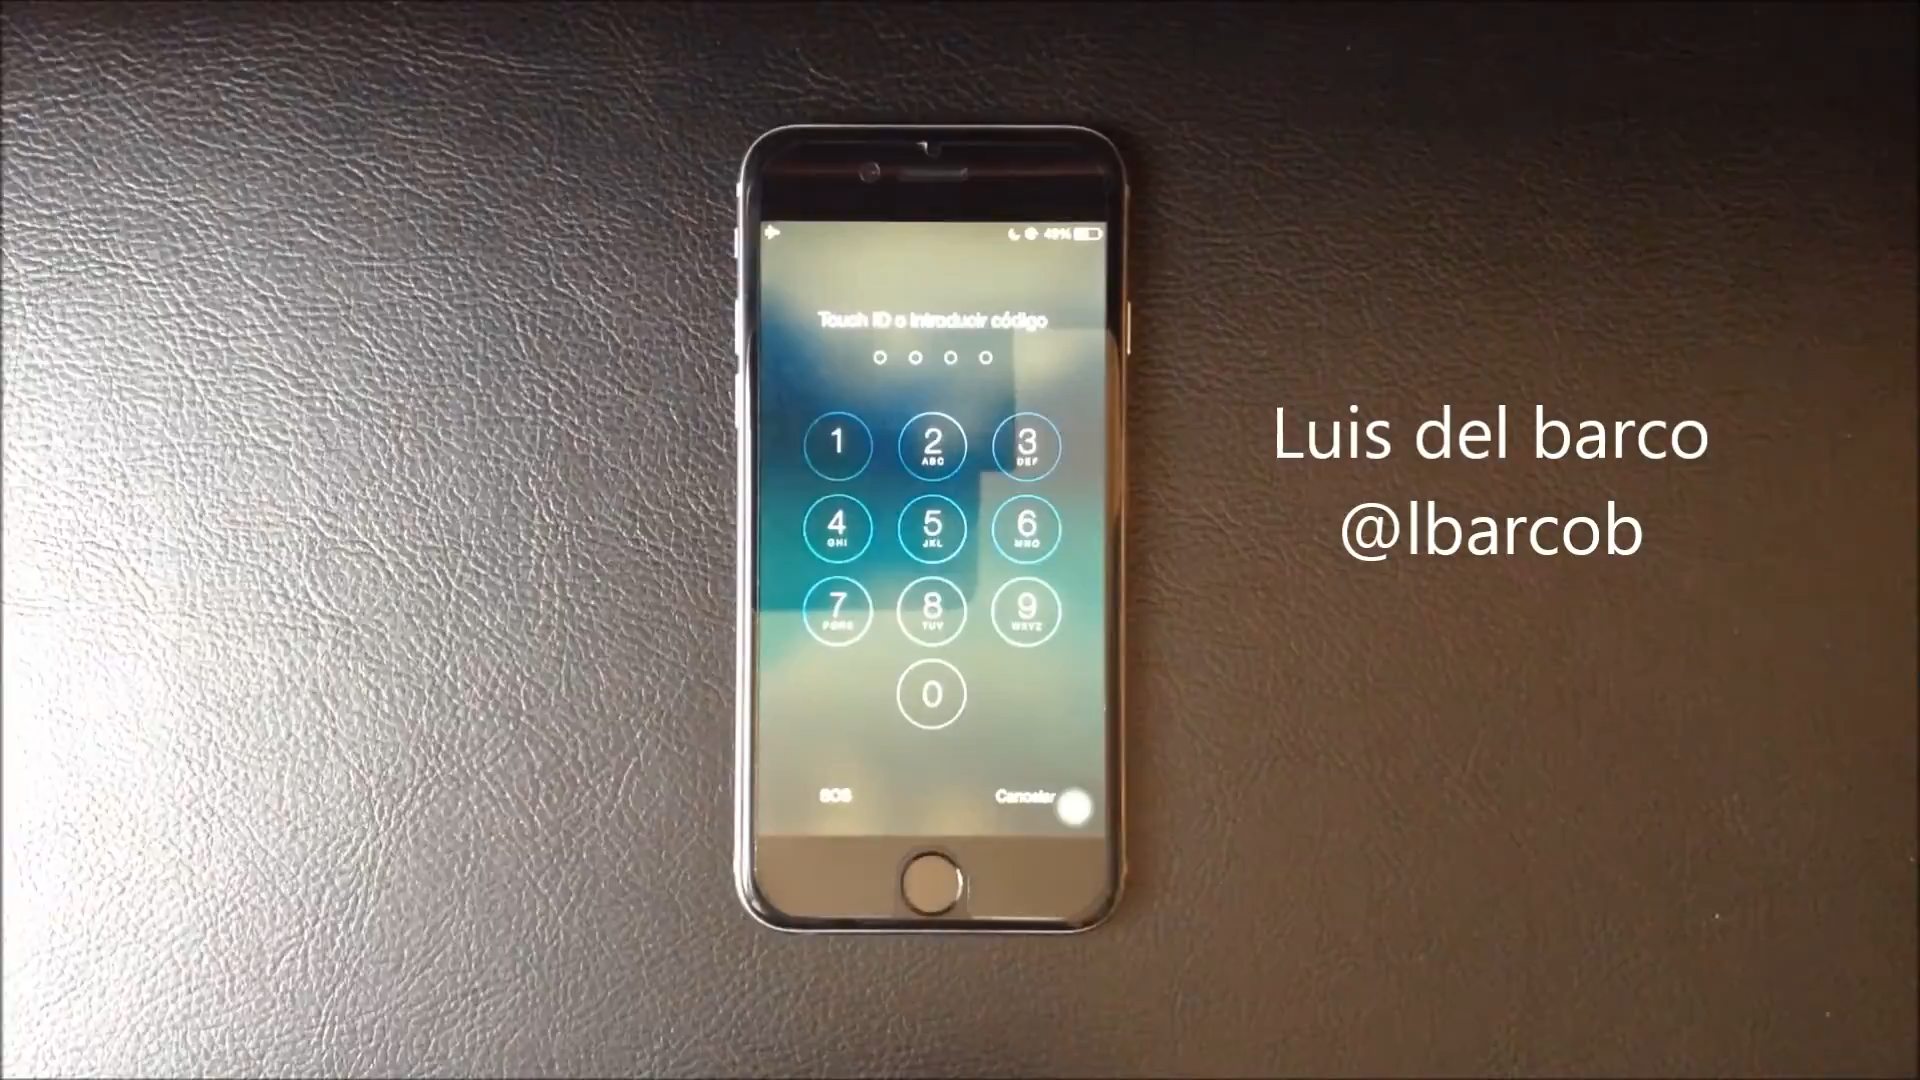 49%
Touch ID o introducir código
1
2
ABC
3
DEF
4
GHI
5
JKL
6
MNO
7
PQRS
8
TUV
9
WXYZ
0
SOS
Cancelar
Luis del barco
@lbarcob